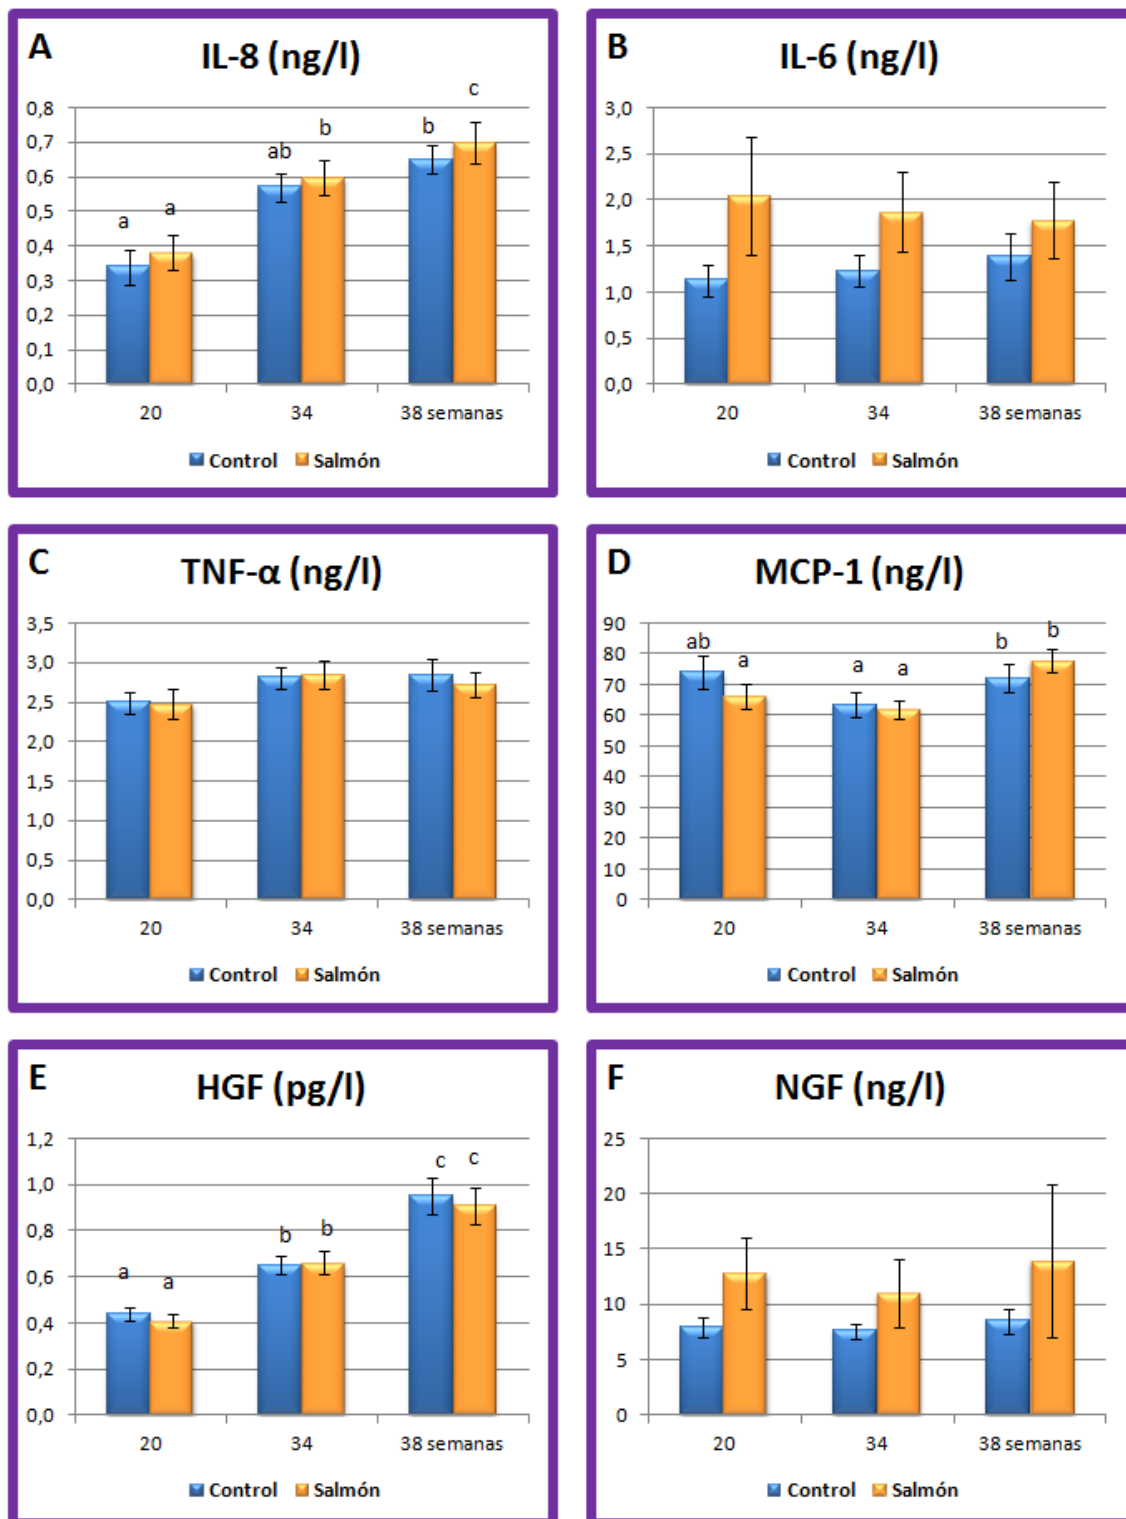 A
IL-8 (ng/l)
0,8
0,7
0,6
0,5
0,4
0,3
0,2
0,1
0,0
a
a
ab
b
b
c
20
34
38 semanas
Control
Salmón
B
IL-6 (ng/l)
3,0
2,5
2,0
1,5
1,0
0,5
0,0
20
34
38 semanas
Control
Salmón
C
TNF-α (ng/l)
3,5
3,0
2,5
2,0
1,5
1,0
0,5
0,0
20
34
38 semanas
Control
Salmón
D
MCP-1 (ng/l)
90
80
70
60
50
40
30
20
10
0
ab
a
a
a
b
b
20
34
38 semanas
Control
Salmón
E
HGF (pg/l)
1,2
1,0
0,8
0,6
0,4
0,2
0,0
a
a
b
b
c
c
20
34
38 semanas
Control
Salmón
F
NGF (ng/l)
25
20
15
10
5
0
20
34
38 semanas
Control
Salmón